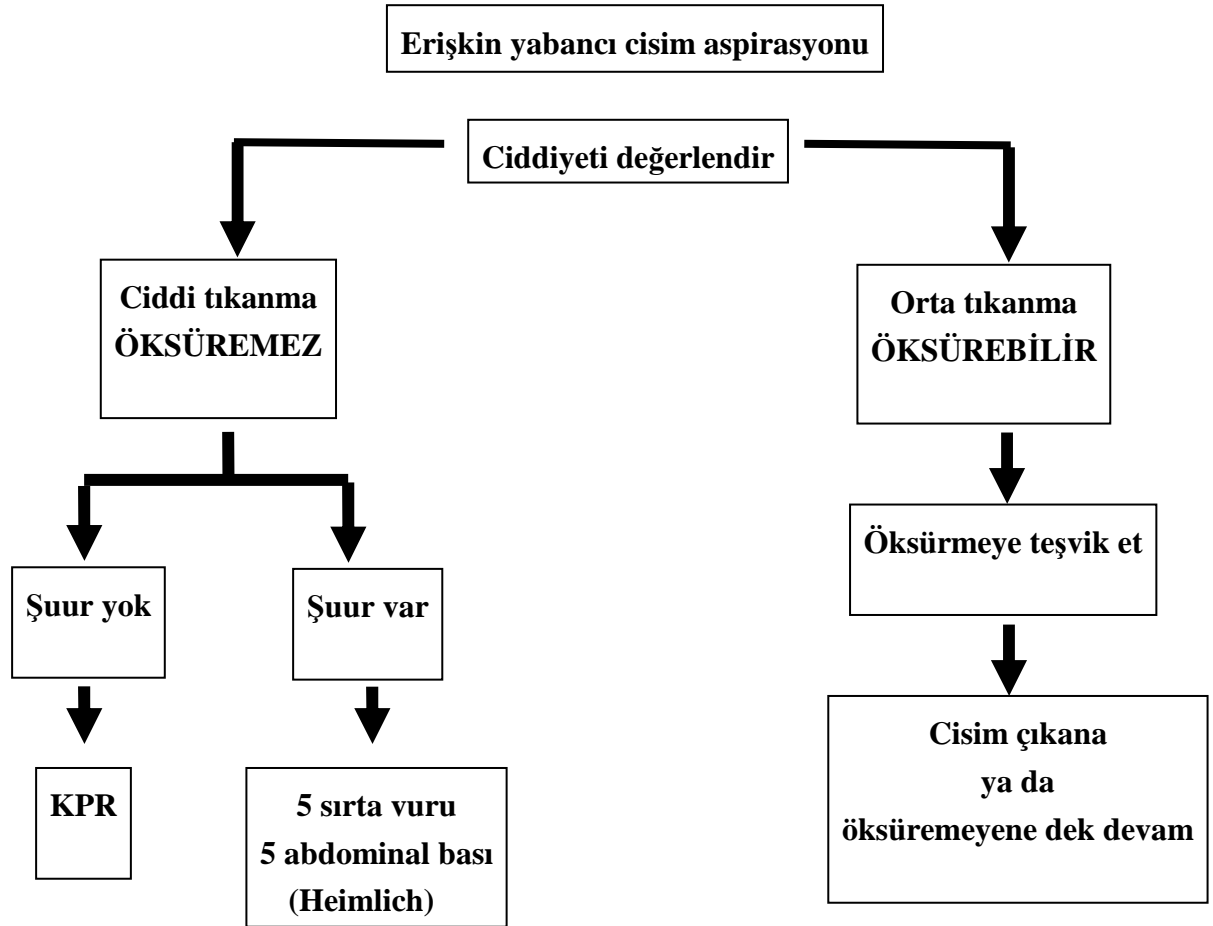 Erişkin yabancı cisim aspirasyonu
Ciddiyeti değerlendir
Ciddi tıkanma
ÖKSÜREMEZ
Orta tıkanma
ÖKSÜREBİLİR
Şuur yok
Şuur var
Öksürmeye teşvik et
KPR
5 sırta vuru
5 abdominal bası
(Heimlich)
Cisim çıkana
ya da
öksüremeyene dek devam